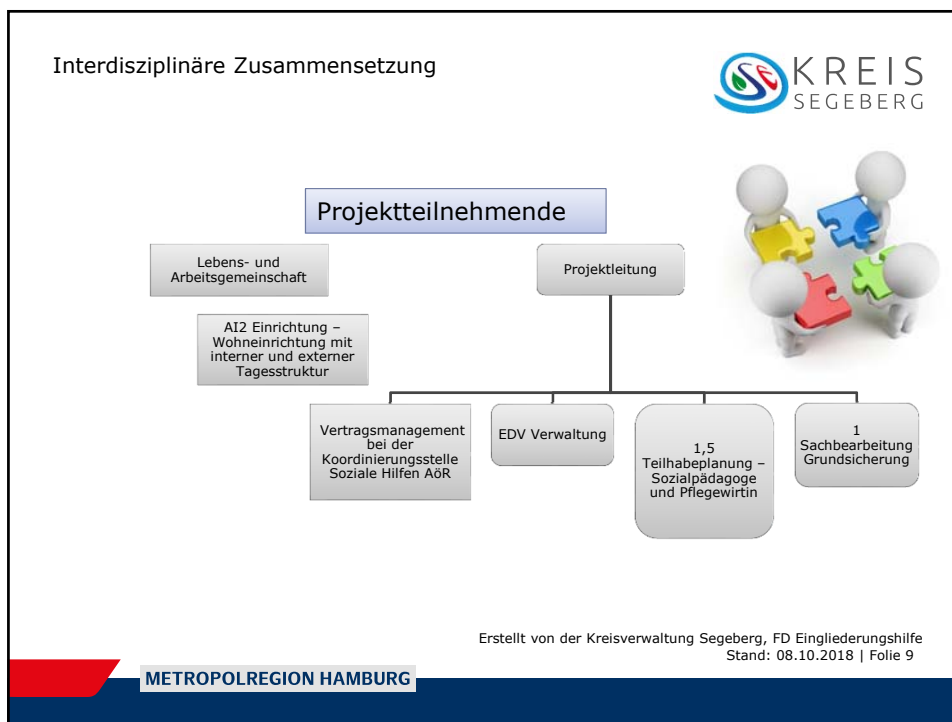 Interdisziplinäre Zusammensetzung
KREIS
SEGEBERG
Projektteilnehmende
Lebens- und
Arbeitsgemeinschaft
Projektleitung
AI2 Einrichtung –
Wohneinrichtung mit
interner und externer
Tagesstruktur
Vertragsmanagement
bei der
Koordinierungsstelle
Soziale Hilfen AöR
EDV Verwaltung
1,5
Teilhabeplanung –
Sozialpädagoge
und Pflegewirtin
1
Sachbearbeitung
Grundsicherung
Erstellt von der Kreisverwaltung Segeberg, FD Eingliederungshilfe
Stand: 08.10.2018 | Folie 9
METROPOLREGION HAMBURG